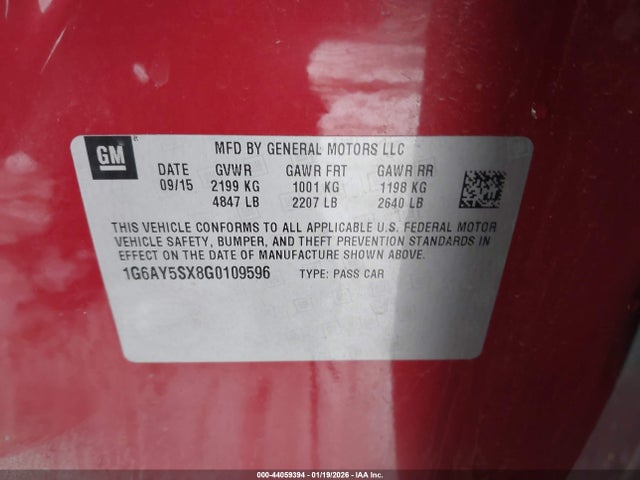 GM
MFD BY GENERAL MOTORS LLC
DATE GVWR GAWR FRT GAWR RR
09/15 2199 KG 1001 KG 1198 KG
4847 LB 2207 LB 2640 LB
THIS VEHICLE CONFORMS TO ALL APPLICABLE U.S. FEDERAL MOTOR
VEHICLE SAFETY, BUMPER, AND THEFT PREVENTION STANDARDS IN
EFFECT ON THE DATE OF MANUFACTURE SHOWN ABOVE.
1G6AY5SX8G0109596 TYPE: PASS CAR
000-44059394 | 01/19/2026 | IAA Inc.